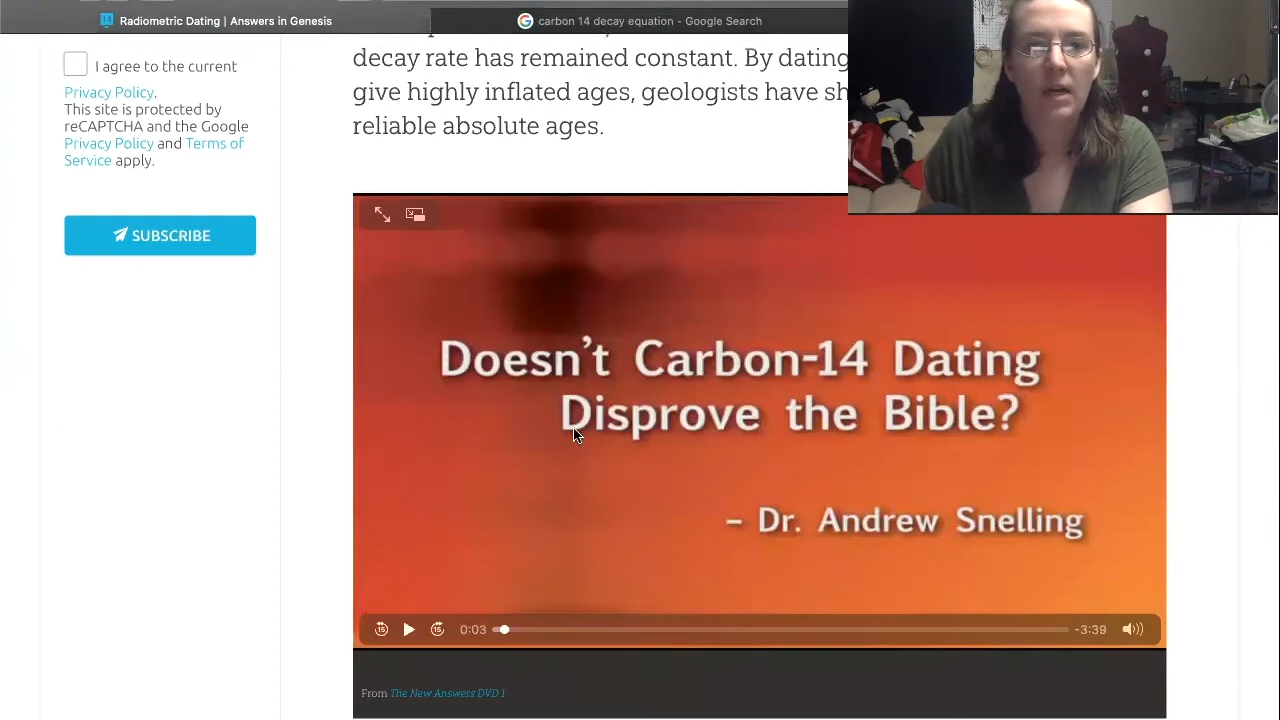 Radiometric Dating | Answers in Genesis
carbon 14 decay equation - Google Search
I agree to the current
Privacy Policy.
This site is protected by
reCAPTCHA and the Google
Privacy Policy and Terms of
Service apply.
SUBSCRIBE
decay rate has remained constant. By dating
give highly inflated ages, geologists have sh
reliable absolute ages.
Doesn't Carbon-14 Dating
Disprove the Bible?
– Dr. Andrew Snelling
15
15
0:03
-3:39
From The New Answers DVD 1